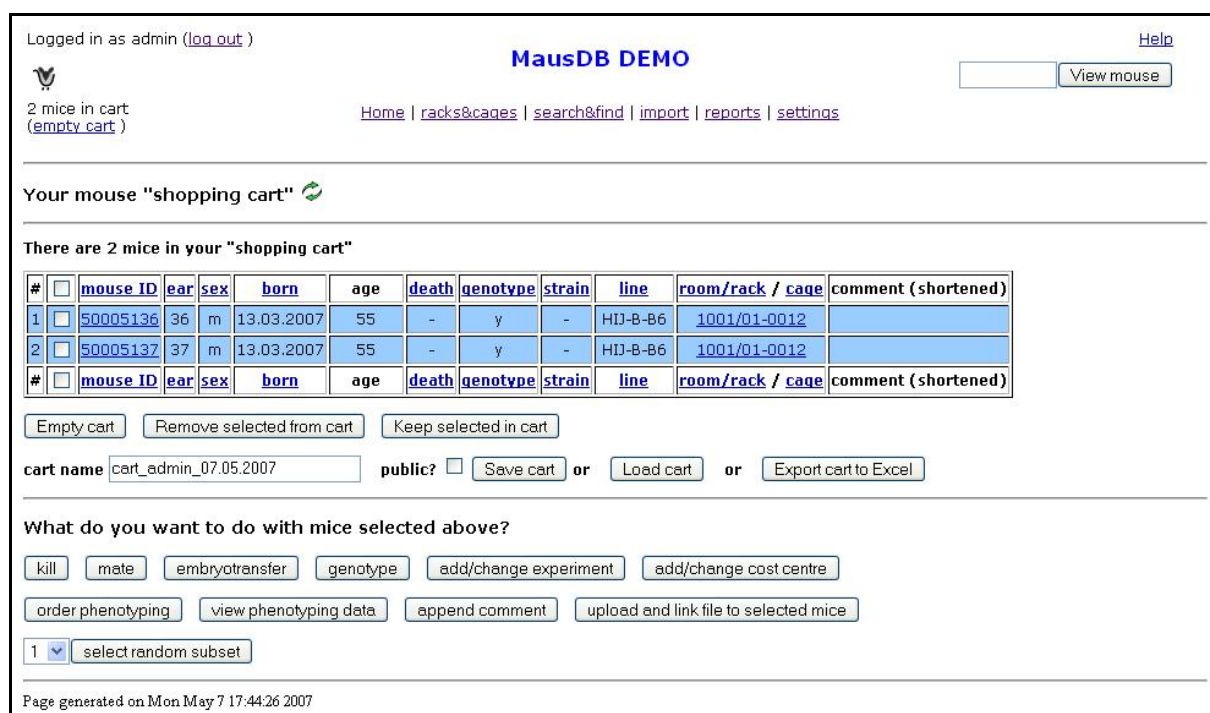 Logged in as admin (log out )
Help
MausDB DEMO
View mouse
2 mice in cart
(empty cart )
Home | racks&cages | search&find | import | reports | settings
Your mouse "shopping cart"
There are 2 mice in your "shopping cart"
# mouse ID ear sex born age death genotype strain line room/rack / cage comment (shortened)
1 50005136 36 m 13.03.2007 55 - y - HIJ-B-B6 1001/01-0012
2 50005137 37 m 13.03.2007 55 - y - HIJ-B-B6 1001/01-0012
# mouse ID ear sex born age death genotype strain line room/rack / cage comment (shortened)
Empty cart Remove selected from cart Keep selected in cart
cart name cart_admin_07.05.2007 public? Save cart or Load cart or Export cart to Excel
What do you want to do with mice selected above?
kill mate embryotransfer genotype add/change experiment add/change cost centre
order phenotyping view phenotyping data append comment upload and link file to selected mice
1 select random subset
Page generated on Mon May 7 17:44:26 2007